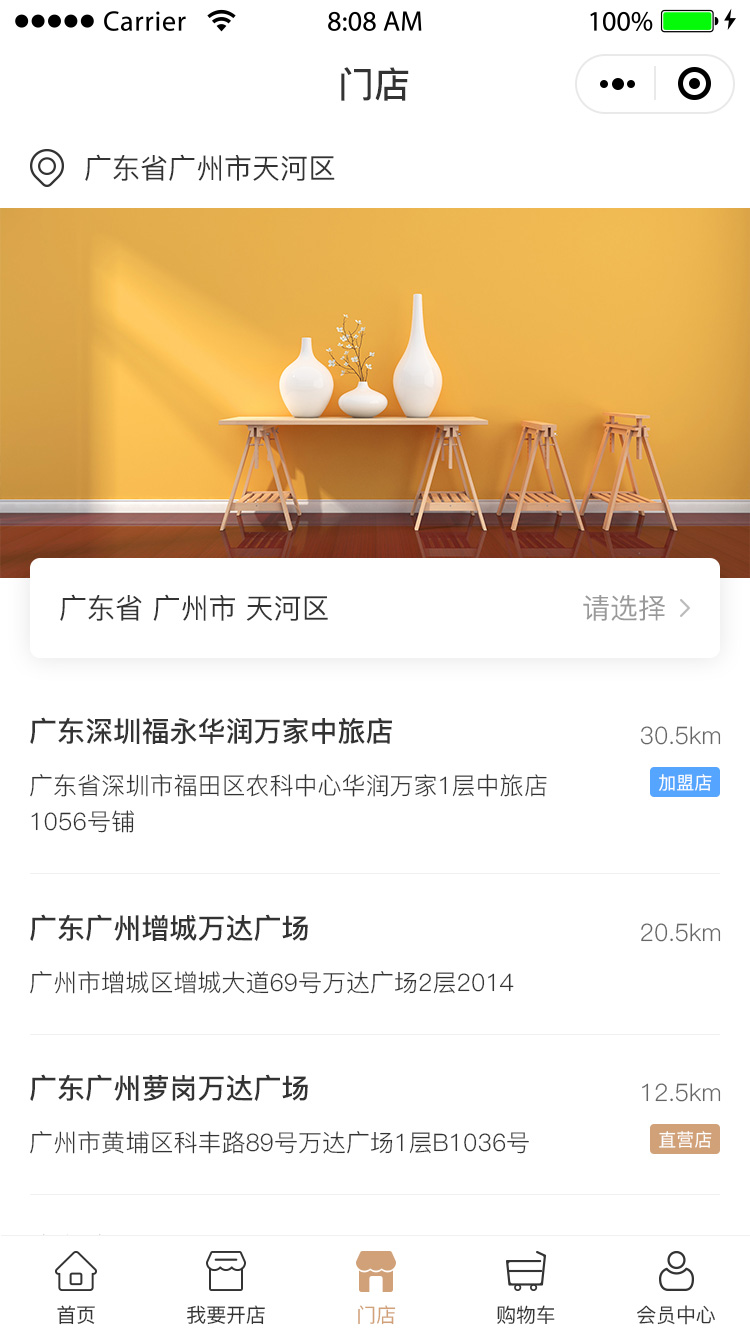 Carrier 8:08 AM 100%
门店
广东省广州市天河区
广东省 广州市 天河区 请选择
广东深圳福永华润万家中旅店 30.5km
广东省深圳市福田区农科中心华润万家1层中旅店 加盟店
1056号铺
广东广州增城万达广场 20.5km
广州市增城区增城大道69号万达广场2层2014
广东广州萝岗万达广场 12.5km
广州市黄埔区科丰路89号万达广场1层B1036号 直营店
首页 我要开店 门店 购物车 会员中心